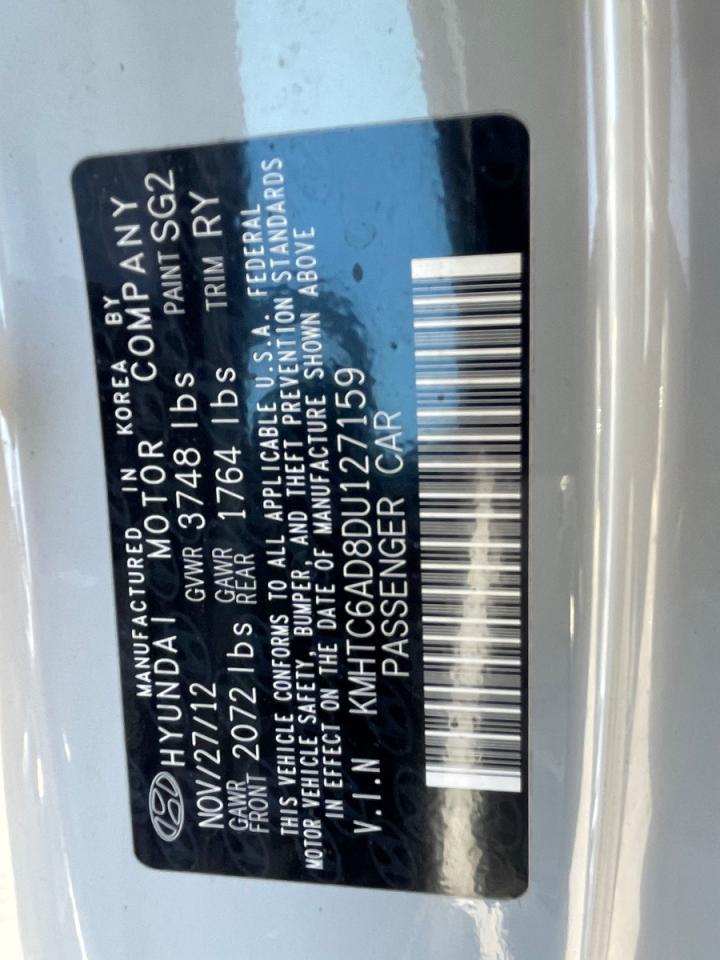 MANUFACTURED IN KOREA BY
HYUNDAI MOTOR COMPANY
NOV/27/12 GVWR 3748 lbs PAINT SG2
GAWR FRONT 2072 lbs GAWR REAR 1764 lbs TRIM RY
THIS VEHICLE CONFORMS TO ALL APPLICABLE U.S.A. FEDERAL
MOTOR VEHICLE SAFETY, BUMPER, AND THEFT PREVENTION STANDARDS
IN EFFECT ON THE DATE OF MANUFACTURE SHOWN ABOVE
V.I.N KMHTC6AD8DU127159
PASSENGER CAR